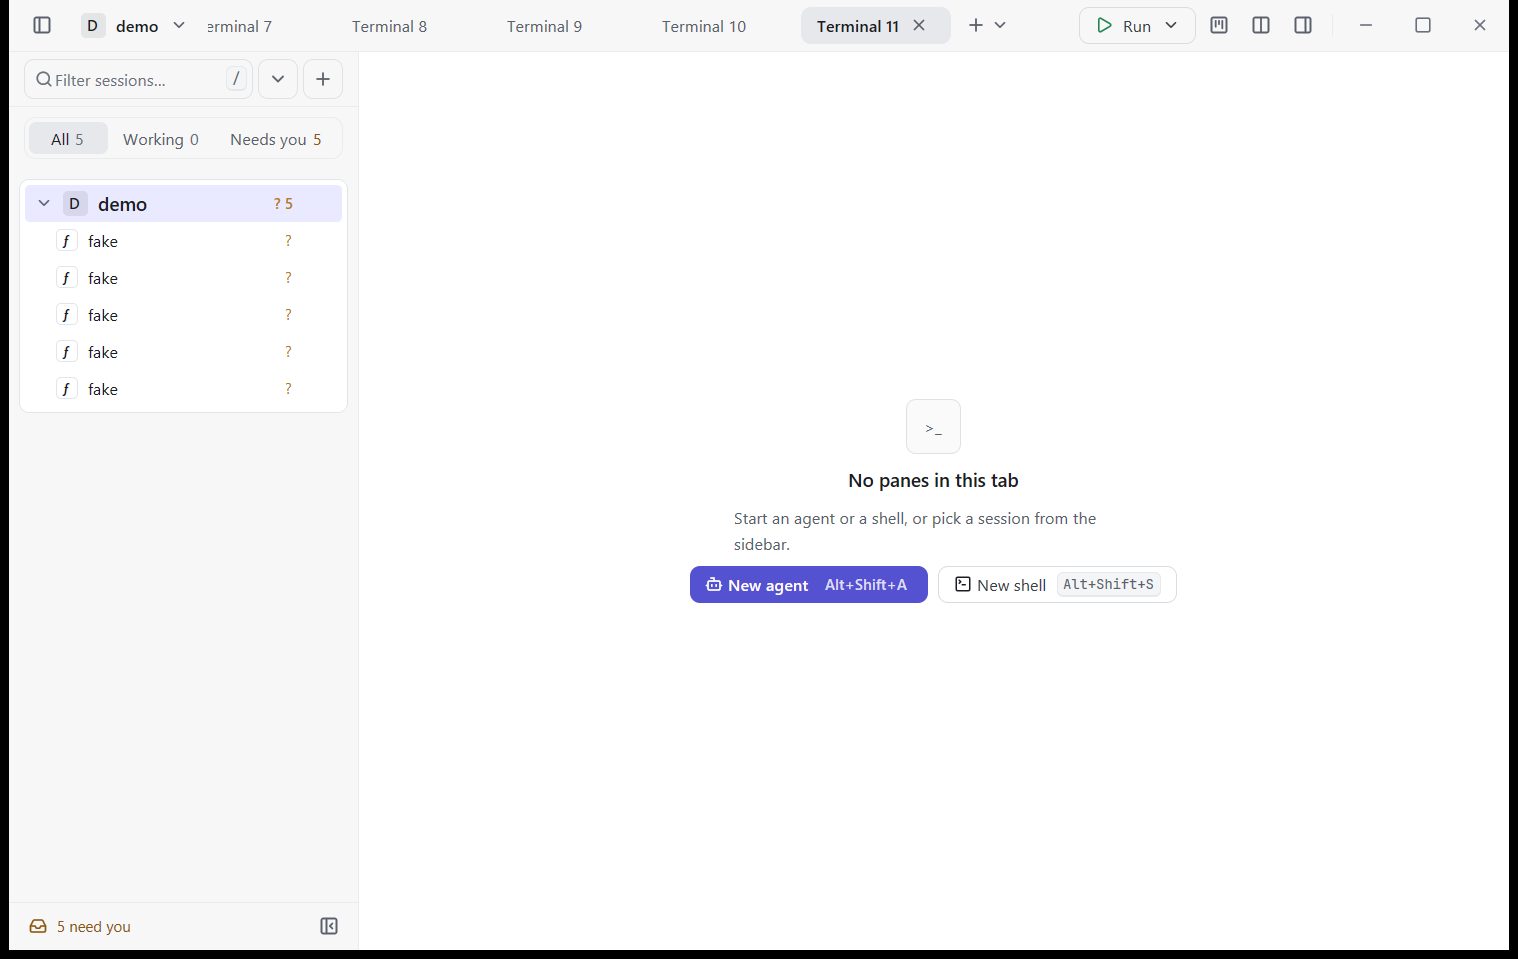 D demo erminal 7 Terminal 8 Terminal 9 Terminal 10 Terminal 11 Run
Filter sessions... /
All 5 Working 0 Needs you 5
D demo ? 5
f fake ?
f fake ?
f fake ?
f fake ?
f fake ?
>_
No panes in this tab
Start an agent or a shell, or pick a session from the
sidebar.
New agent Alt+Shift+A New shell Alt+Shift+S
5 need you